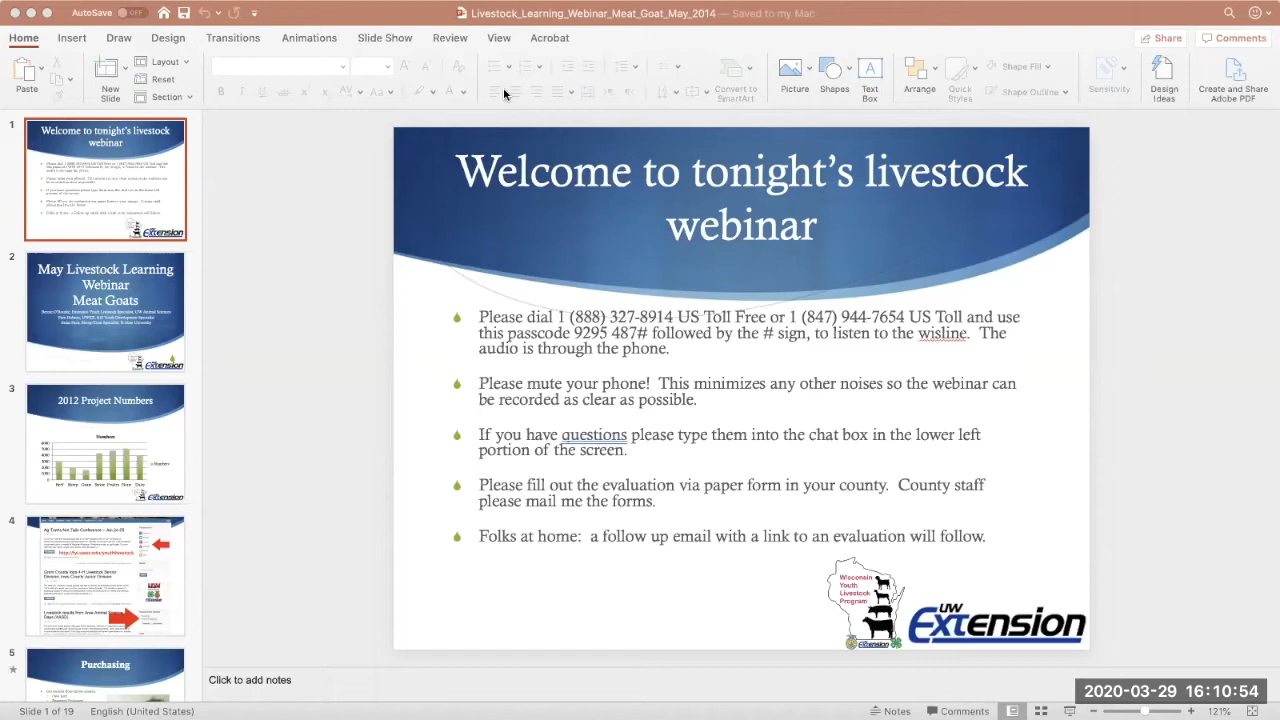 AutoSave OFF
Livestock_Learning_Webinar_Meat_Goat_May_2014 — Saved to my Mac
Home Insert Draw Design Transitions Animations Slide Show Review View Acrobat
Share Comments
Paste
New Slide
Layout
Reset
Section
Convert to SmartArt
Picture
Shapes
Text Box
Arrange
Quick Styles
Shape Fill
Shape Outline
Sensitivity
Design Ideas
Create and Share Adobe PDF
1
Welcome to tonight's livestock
webinar
2
May Livestock Learning
Webinar
Meat Goats
3
2012 Project Numbers
Numbers
4
5
Purchasing
Welcome to tonight's livestock
webinar
Please dial 1 (888) 327-8914 US Toll Free or 1 (847) 944-7654 US Toll and use
this passcode 9295 487# followed by the # sign, to listen to the wisline. The
audio is through the phone.
Please mute your phone! This minimizes any other noises so the webinar can
be recorded as clear as possible.
If you have questions please type them into the chat box in the lower left
portion of the screen.
Please fill out the evaluation via paper form at your county. County staff
please mail me the forms.
a follow up email with a link to an evaluation will follow.
Wisconsin
Youth
Livestock
Program
Extension
UW
Extension
Click to add notes
2020-03-29 16:10:54
Slide 1 of 19 English (United States) Notes Comments 121%